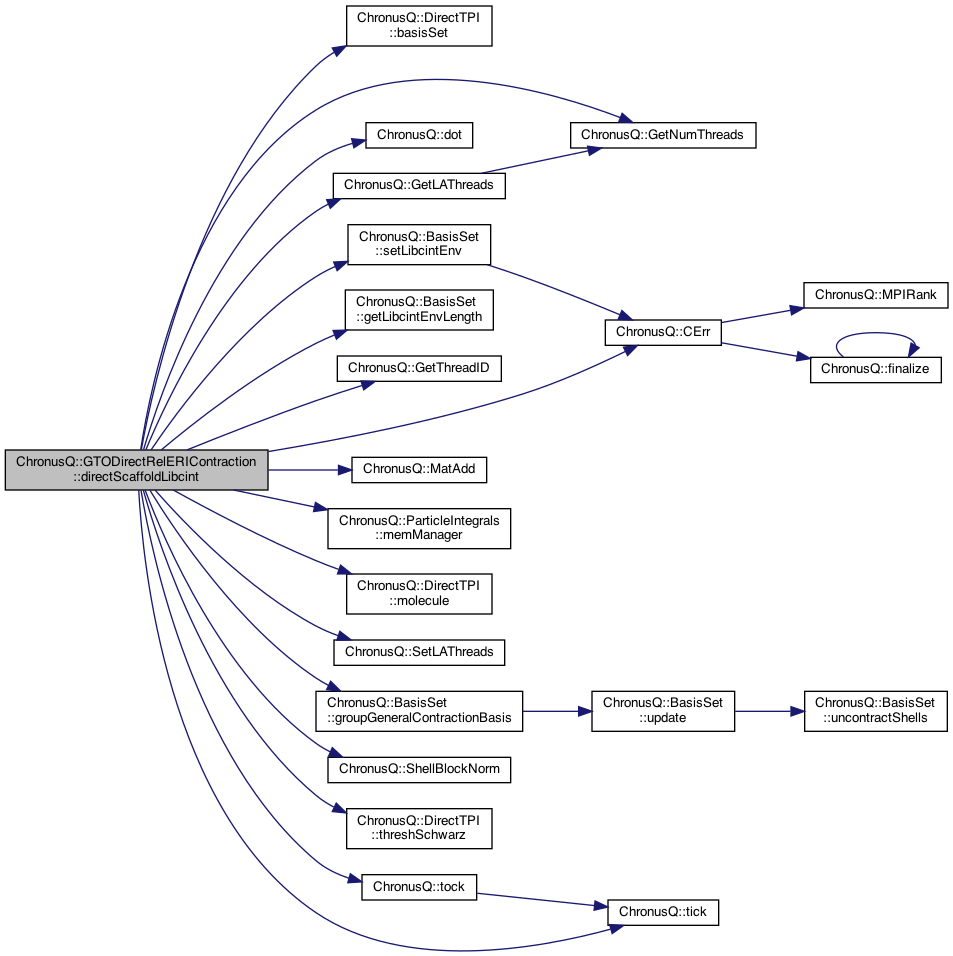 ChronusQ::DirectTPI
::basisSet
ChronusQ::dot
ChronusQ::GetNumThreads
ChronusQ::GetLAThreads
ChronusQ::BasisSet
::setLibcintEnv
ChronusQ::BasisSet
::getLibcintEnvLength
ChronusQ::MPIRank
ChronusQ::CErr
ChronusQ::GetThreadID
ChronusQ::finalize
ChronusQ::GTODirectRelERIContraction
::directScaffoldLibcint
ChronusQ::MatAdd
ChronusQ::ParticleIntegrals
::memManager
ChronusQ::DirectTPI
::molecule
ChronusQ::SetLAThreads
ChronusQ::BasisSet
::groupGeneralContractionBasis
ChronusQ::BasisSet
::update
ChronusQ::BasisSet
::uncontractShells
ChronusQ::ShellBlockNorm
ChronusQ::DirectTPI
::threshSchwarz
ChronusQ::tock
ChronusQ::tick